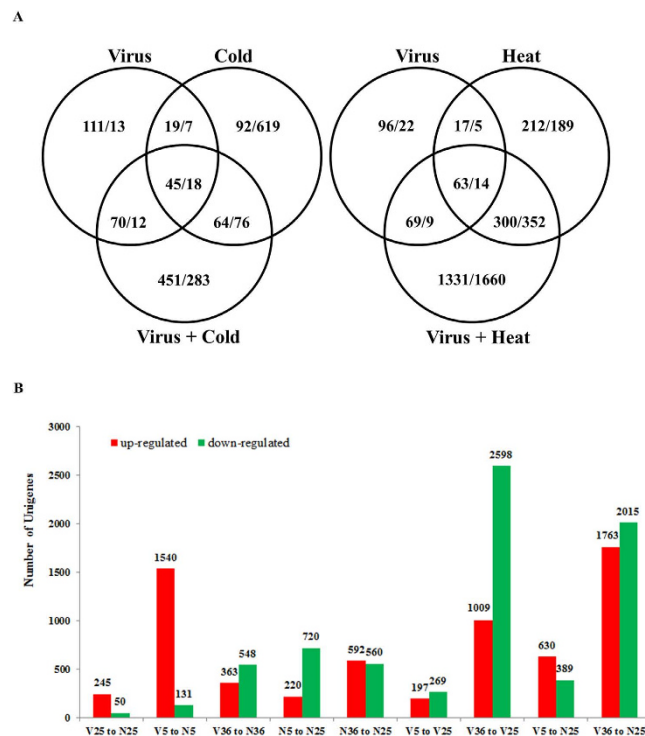 A
Virus Cold Virus Heat
111/13 19/7 92/619 96/22 17/5 212/189
45/18 63/14
70/12 64/76 69/9 300/352
451/283 1331/1660
Virus + Cold Virus + Heat
B
3000
2500
2000
1500
1000
500
0
Number of Unigenes
up-regulated down-regulated
245 50 1540 131 363 548 220 720 592 560 197 269 1009 2598 630 389 1763 2015
V25 to N25 V5 to N5 V36 to N36 N5 to N25 N36 to N25 V5 to V25 V36 to V25 V5 to N25 V36 to N25